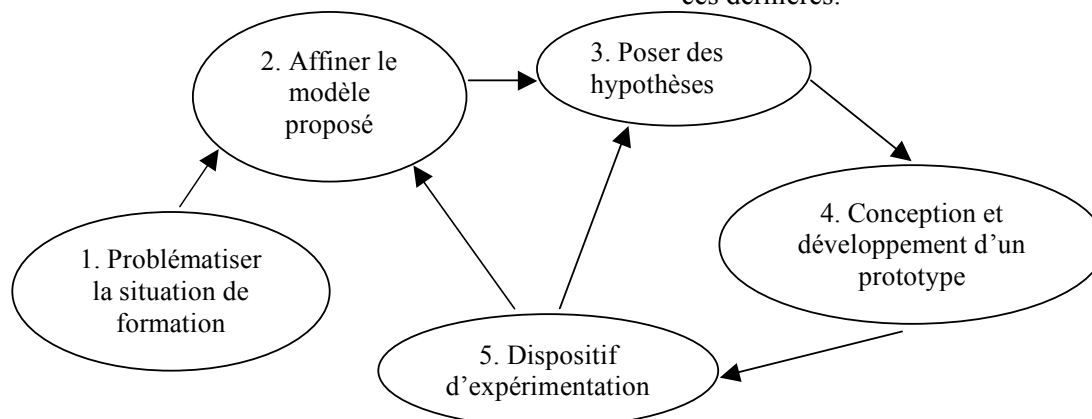 ces dernières.
2. Affiner le
modèle
proposé
3. Poser des
hypothèses
4. Conception et
développement d’un
prototype
1. Problématiser
la situation de
formation
5. Dispositif
d’expérimentation